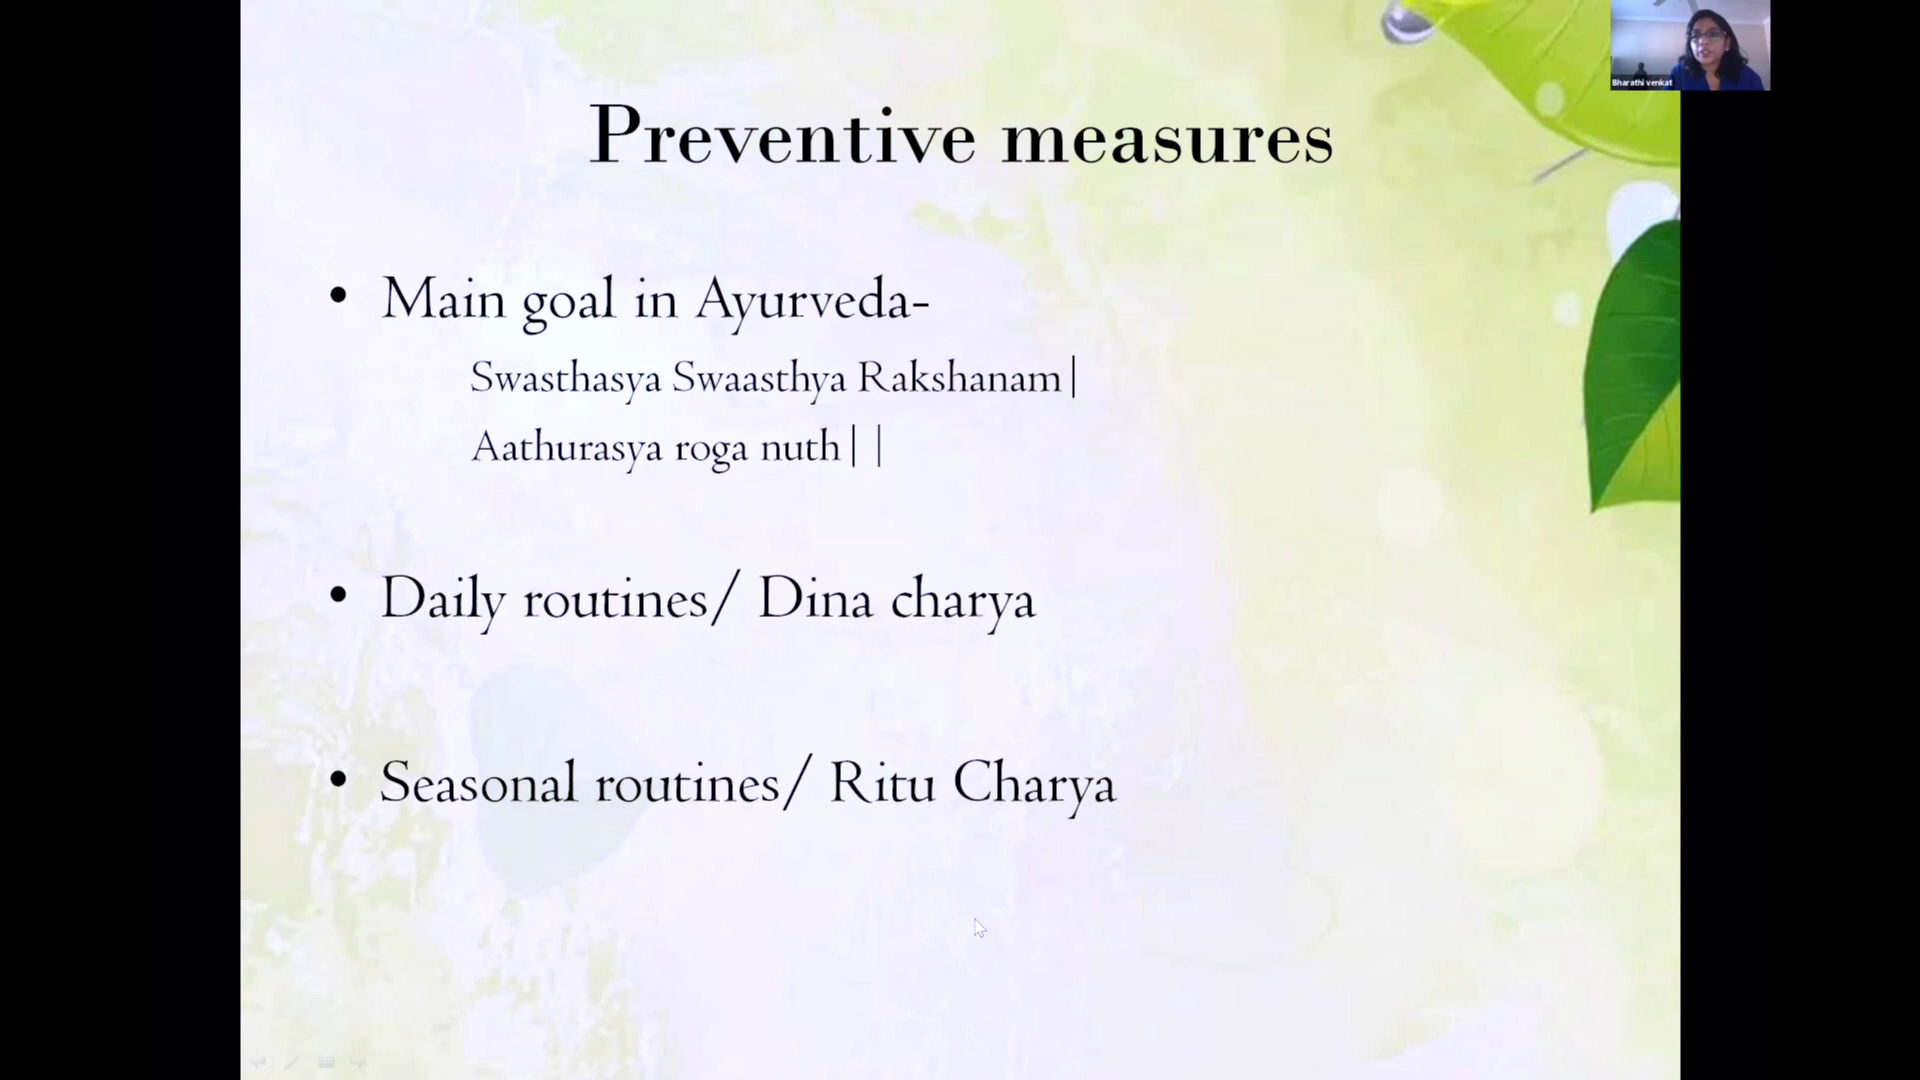 Bharathi venkat
Preventive measures
• Main goal in Ayurveda-
Swasthasya Swaasthya Rakshanam|
Aathurasya roga nuth||
• Daily routines/ Dina charya
• Seasonal routines/ Ritu Charya